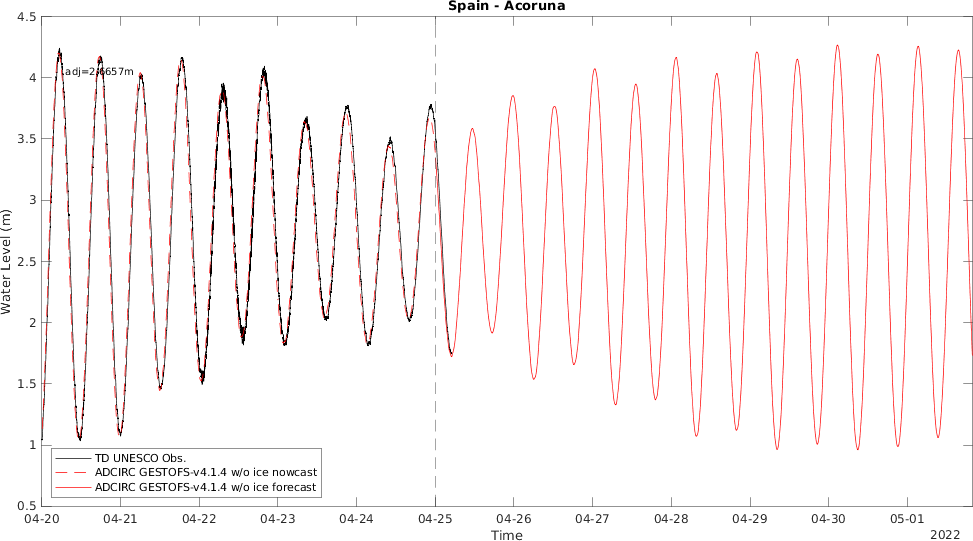 Spain - Acoruna
4.5
4
3.5
3
2.5
2
1.5
1
0.5
Water Level (m)
adj=2.6657m
TD UNESCO Obs.
ADCIRC GESTOFS-v4.1.4 w/o ice nowcast
ADCIRC GESTOFS-v4.1.4 w/o ice forecast
04-20 04-21 04-22 04-23 04-24 04-25 04-26 04-27 04-28 04-29 04-30 05-01
Time
2022